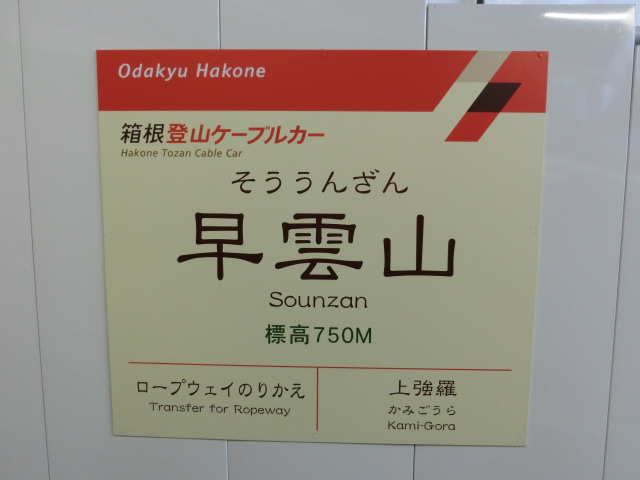 Odakyu Hakone
箱根登山ケーブルカー
Hakone Tozan Cable Car
そううんざん
早雲山
Sounzan
標高750M
ロープウェイのりかえ
Transfer for Ropeway
上強羅
かみごうら
Kami-Gora